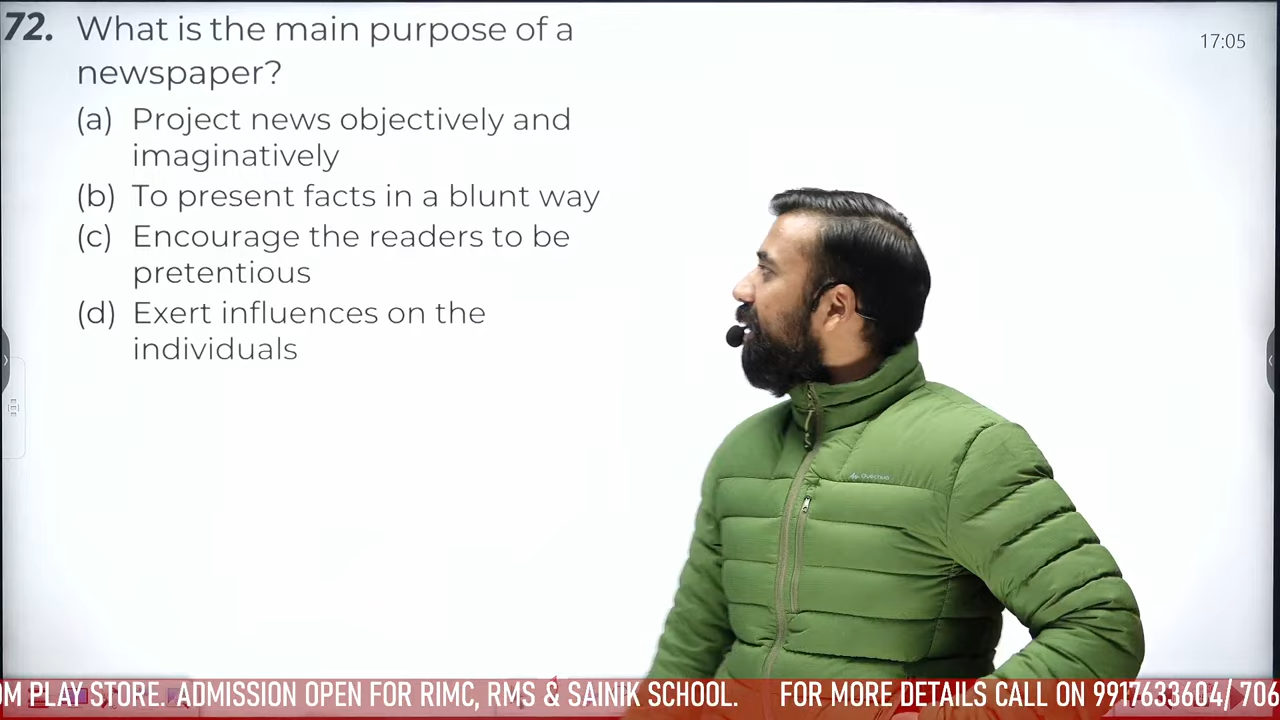 72. What is the main purpose of a
newspaper?
17:05
(a) Project news objectively and
imaginatively
(b) To present facts in a blunt way
(c) Encourage the readers to be
pretentious
(d) Exert influences on the
individuals
QUECHUA
OM PLAY STORE. ADMISSION OPEN FOR RIMC, RMS & SAINIK SCHOOL. FOR MORE DETAILS CALL ON 9917633604/ 706